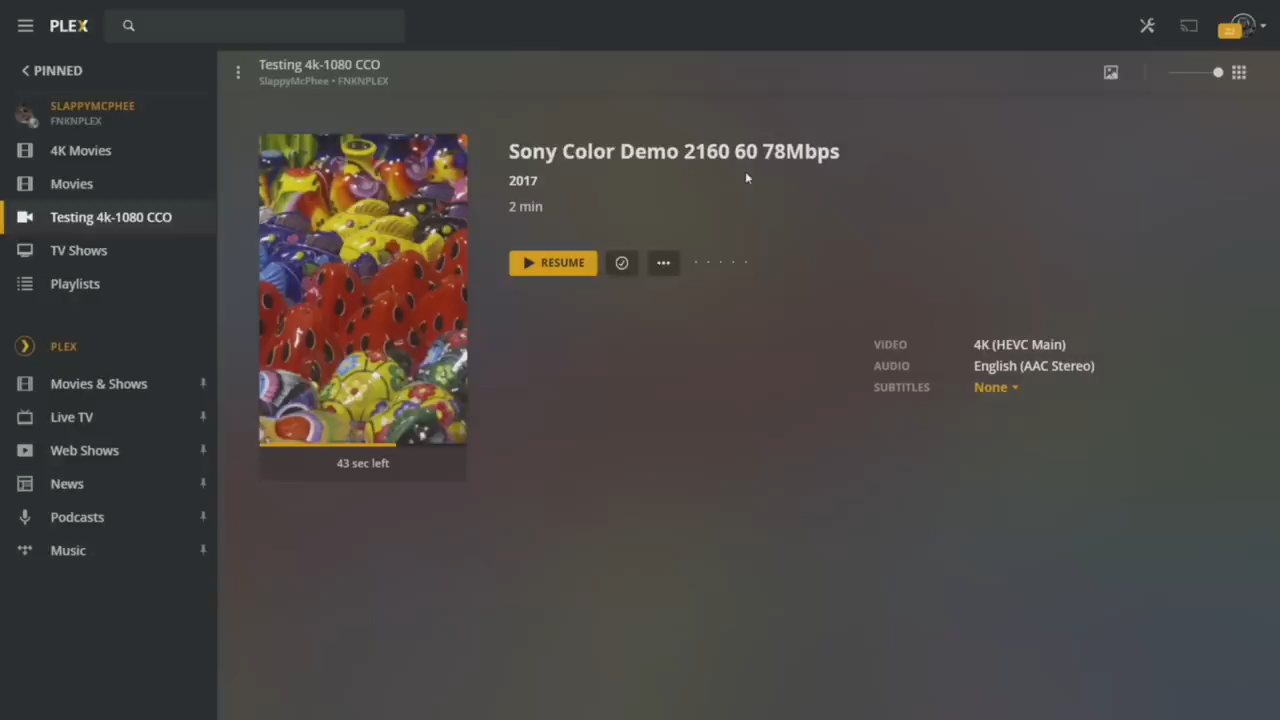 PLEX
PINNED
SLAPPYMCPHEE
FNKNPLEX
4K Movies
Movies
Testing 4k-1080 CCO
TV Shows
Playlists
PLEX
Movies & Shows
Live TV
Web Shows
News
Podcasts
Music
Testing 4k-1080 CCO
SlappyMcPhee • FNKNPLEX
Sony Color Demo 2160 60 78Mbps
2017
2 min
RESUME
43 sec left
VIDEO 4K (HEVC Main)
AUDIO English (AAC Stereo)
SUBTITLES None